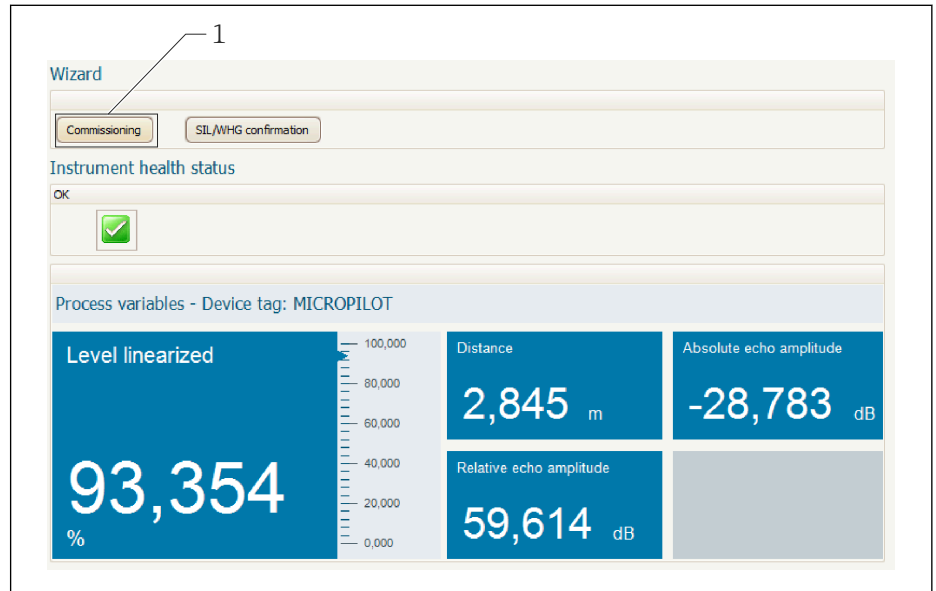 1
Wizard
Commissioning SIL/WHG confirmation
Instrument health status
OK
Process variables - Device tag: MICROPILOT
Level linearized
93,354
%
100,000
80,000
60,000
40,000
20,000
0,000
Distance
2,845 m
Absolute echo amplitude
-28,783 dB
Relative echo amplitude
59,614 dB